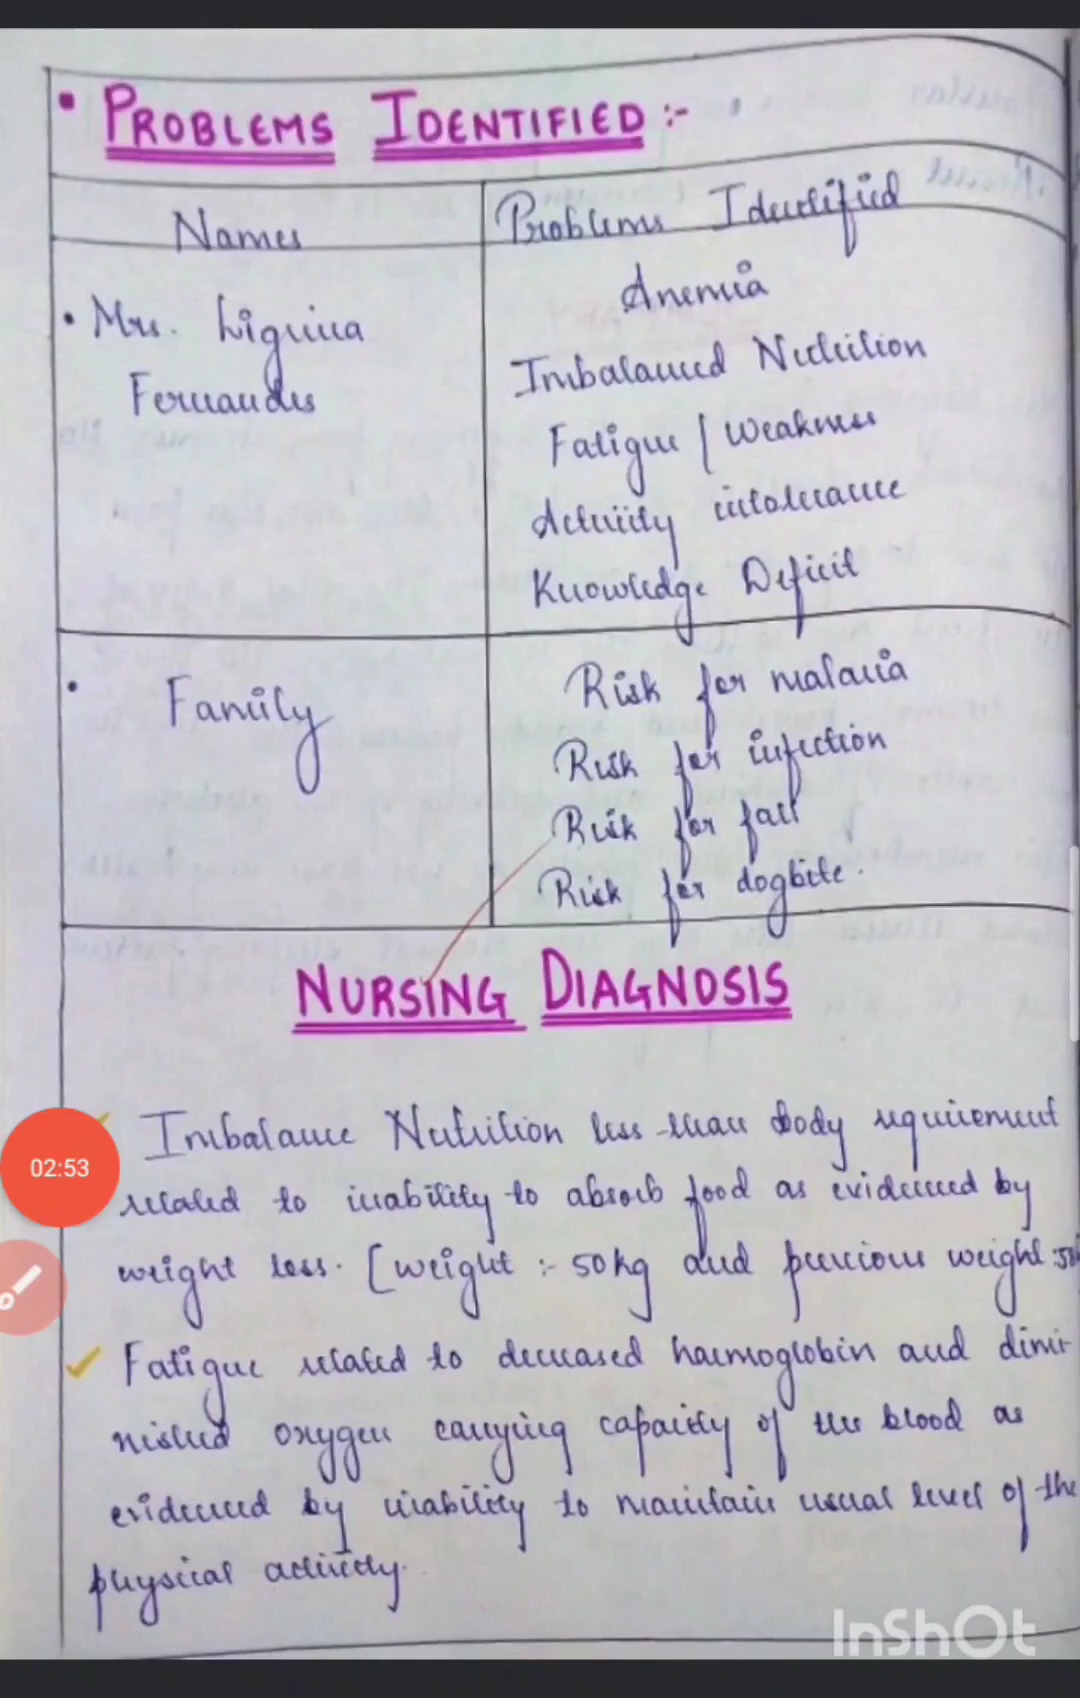 • PROBLEMS IDENTIFIED :-
Names
Problems Identified
• Mrs. Liguina
Fernandes
Anemia
Imbalanced Nutrition
Fatigue / Weakness
Activity intolerance
Knowledge Deficit
• Family
Risk for malaria
Risk for infection
Risk for fall
Risk for dogbite.
NURSING DIAGNOSIS
Imbalance Nutrition less than body requirement
related to inability to absorb food as evidenced by
weight loss. [weight :- 50kg and previous weight :
Fatigue related to decreased haemoglobin and dimi-
nished oxygen carrying capacity of the blood as
evidenced by inability to maintain usual level of the
physical activity.
02:53
InShOt